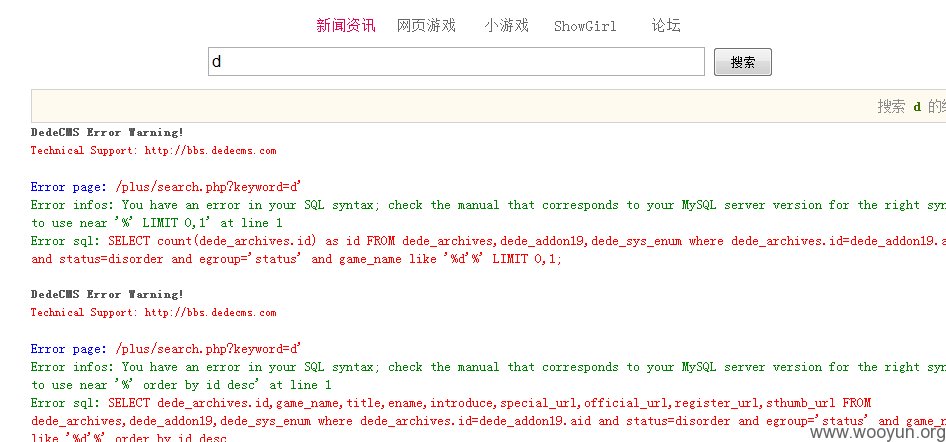 新闻资讯 网页游戏 小游戏 ShowGirl 论坛
d 搜索
搜索 d 的
DedeCMS Error Warning!
Technical Support: http://bbs.dedecms.com
Error page: /plus/search.php?keyword=d'
Error infos: You have an error in your SQL syntax; check the manual that corresponds to your MySQL server version for the right syn
to use near '%' LIMIT 0,1' at line 1
Error sql: SELECT count(dede_archives.id) as id FROM dede_archives,dede_addon19,dede_sys_enum where dede_archives.id=dede_addon19.a
and status=disorder and egroup='status' and game_name like '%d'%' LIMIT 0,1;
DedeCMS Error Warning!
Technical Support: http://bbs.dedecms.com
Error page: /plus/search.php?keyword=d'
Error infos: You have an error in your SQL syntax; check the manual that corresponds to your MySQL server version for the right syn
to use near '%' order by id desc' at line 1
Error sql: SELECT dede_archives.id,game_name,title,ename,introduce,special_url,official_url,register_url,sthumb_url FROM
dede_archives,dede_addon19,dede_sys_enum where dede_archives.id=dede_addon19.aid and status=disorder and egroup='status' and game_
like '%d'%' order by id desc
www.wooyun.org